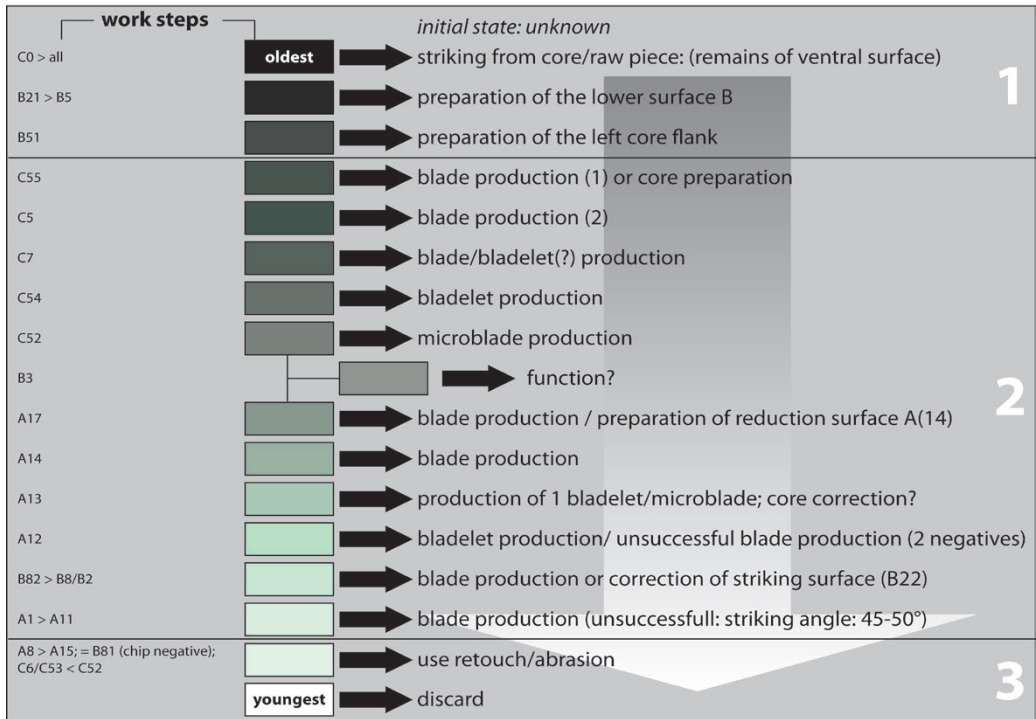 work steps
initial state: unknown
C0 > all oldest striking from core/raw piece: (remains of ventral surface)
1
B21 > B5 preparation of the lower surface B
B51 preparation of the left core flank
C55 blade production (1) or core preparation
C5 blade production (2)
C7 blade/bladelet(?) production
C54 bladelet production
C52 microblade production
B3 function?
2
A17 blade production / preparation of reduction surface A(14)
A14 blade production
A13 production of 1 bladelet/microblade; core correction?
A12 bladelet production/ unsuccessful blade production (2 negatives)
B82 > B8/B2 blade production or correction of striking surface (B22)
A1 > A11 blade production (unsuccessfull: striking angle: 45-50°)
A8 > A15; = B81 (chip negative);
C6/C53 < C52 use retouch/abrasion
3
youngest discard